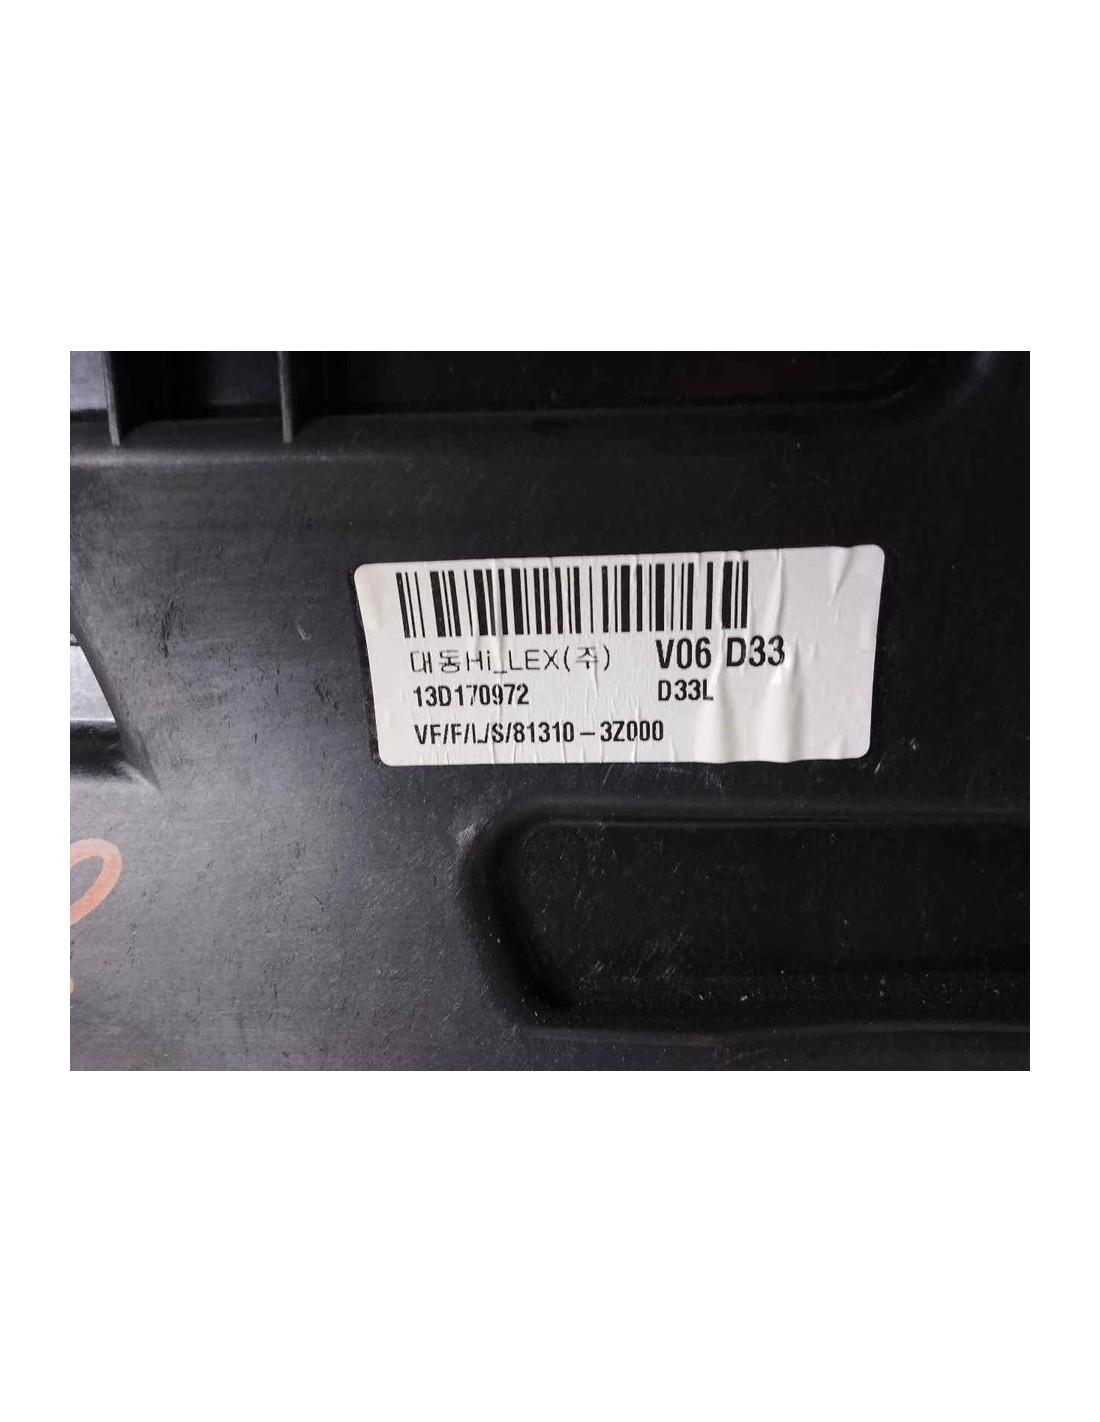 대동Hi_LEX(주) V06 D33
13D170972 D33L
VF/F/L/S/81310-3Z000